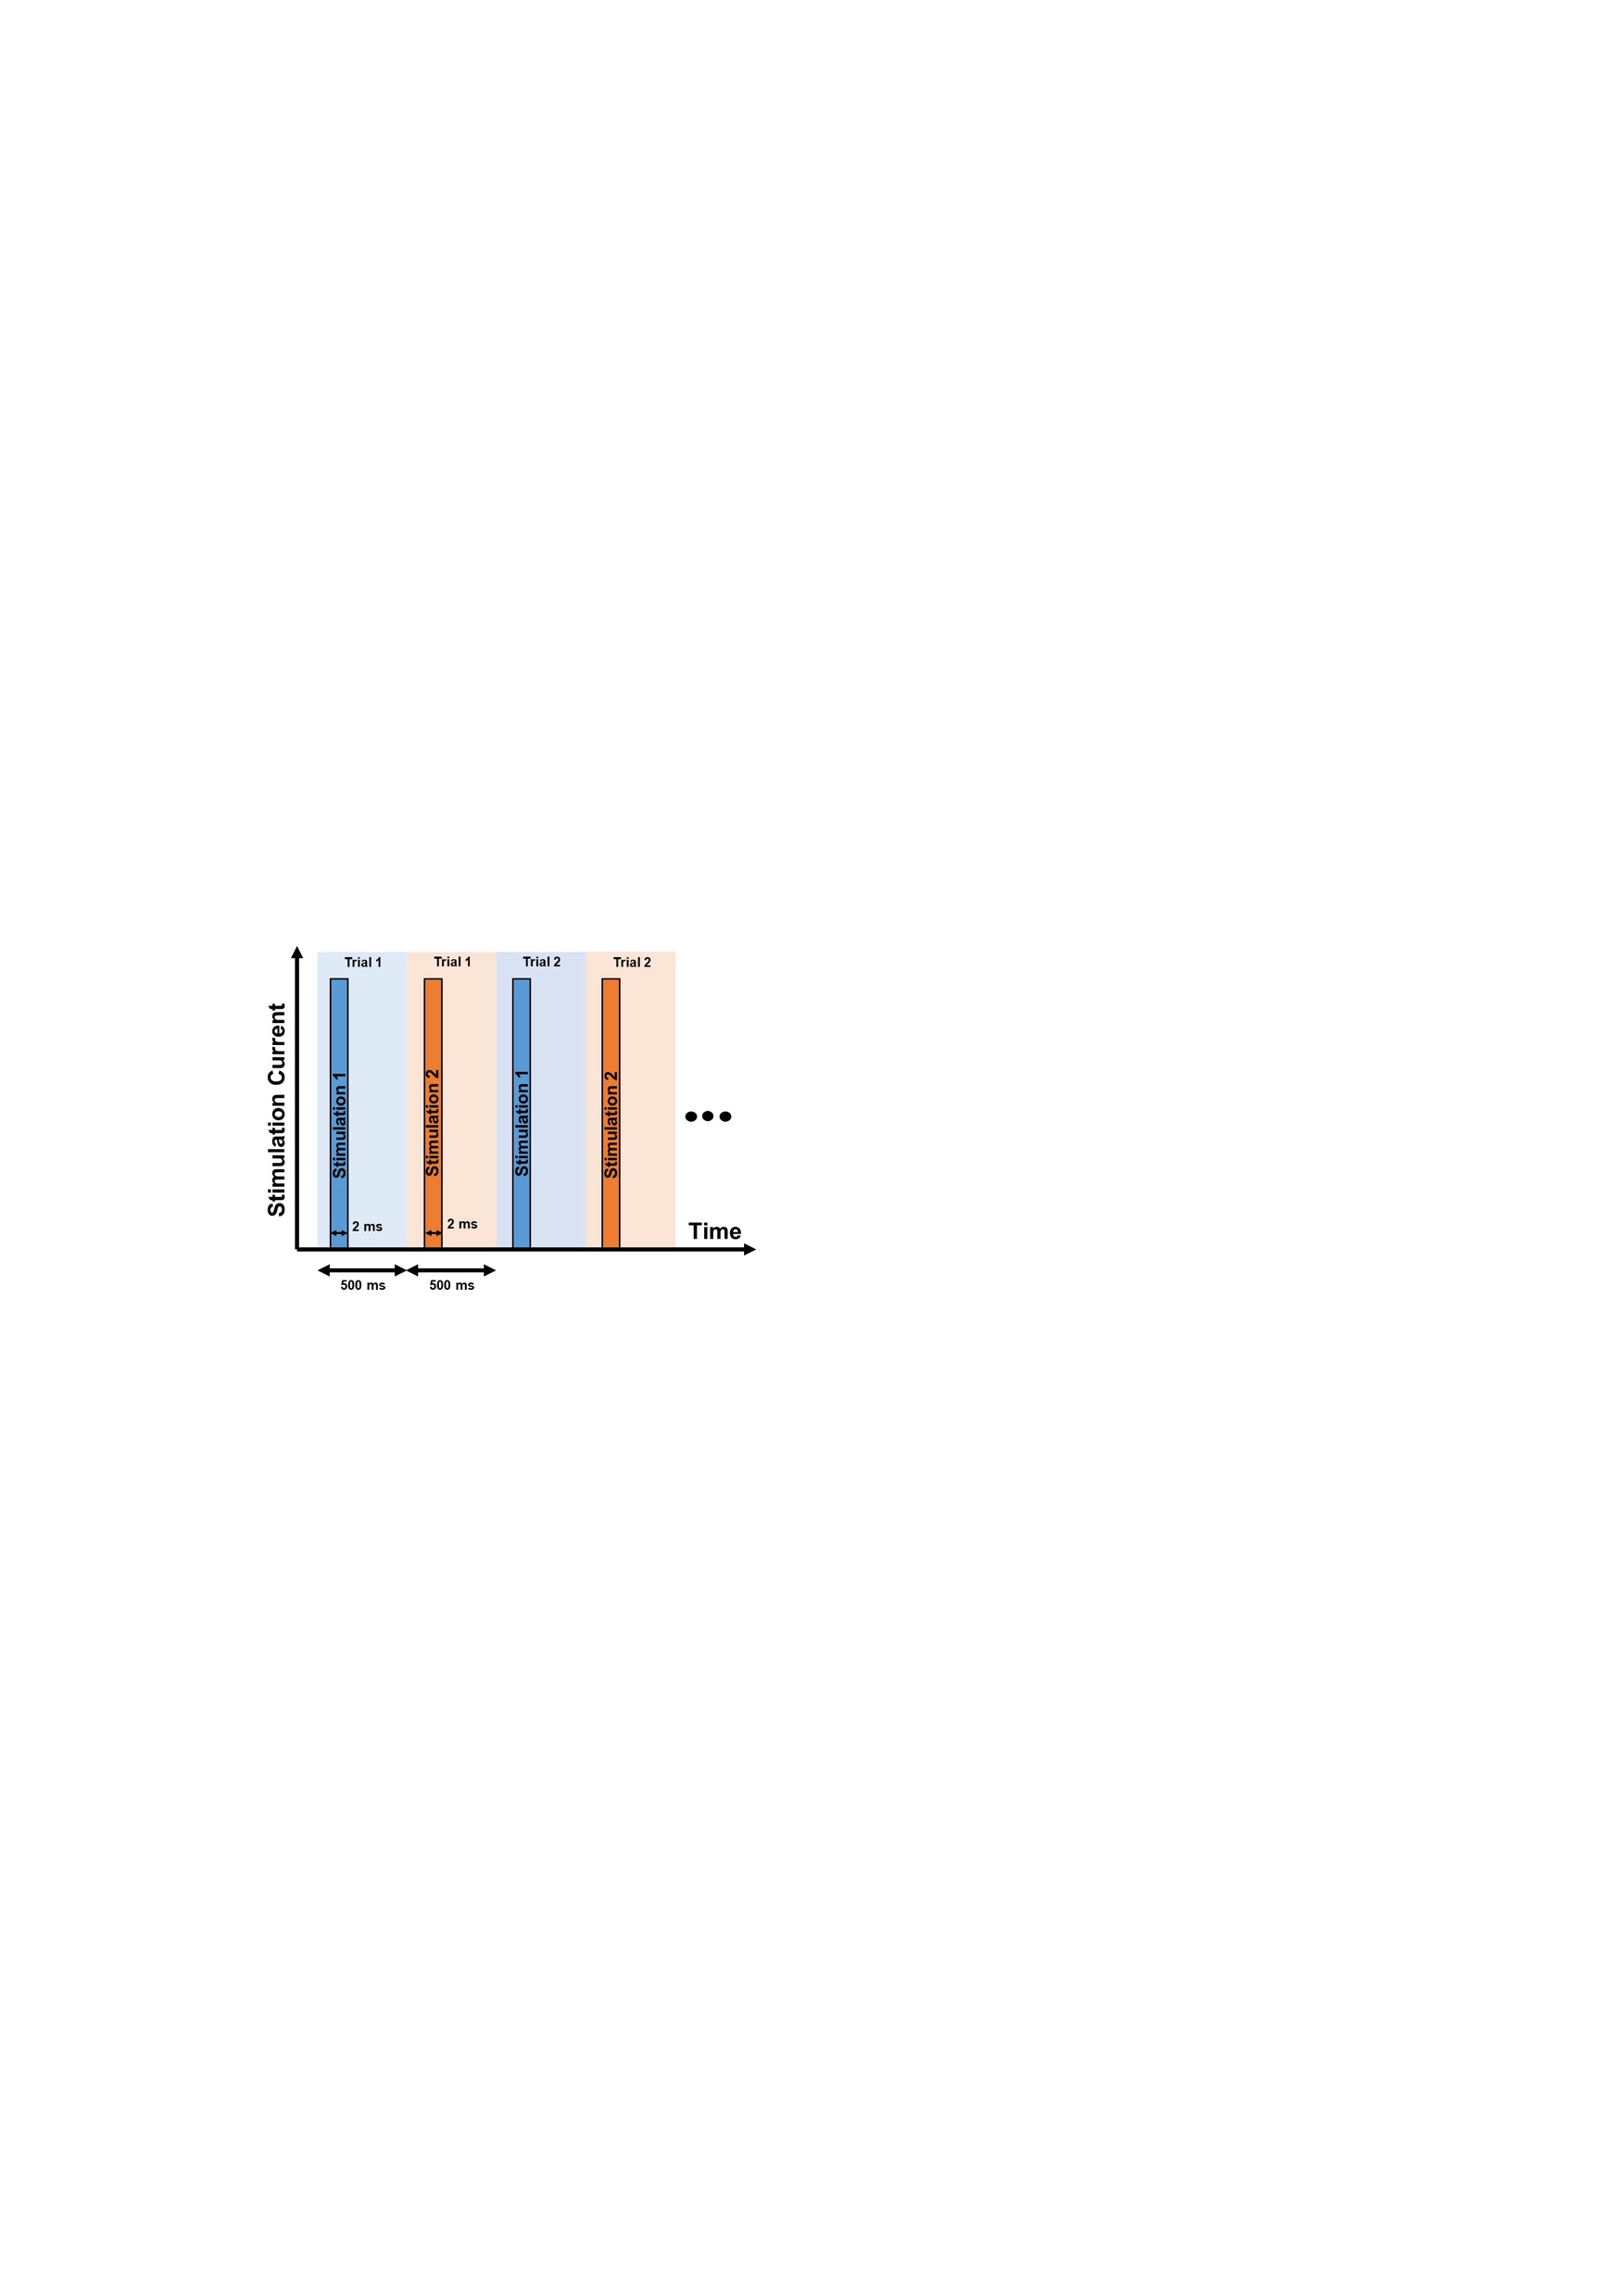 Trial 1
Trial 1
Trial 2
Trial 2
Stimulation Current
Stimulation 1
Stimulation 2
Stimulation 1
Stimulation 2
2 ms
2 ms
Time
500 ms
500 ms